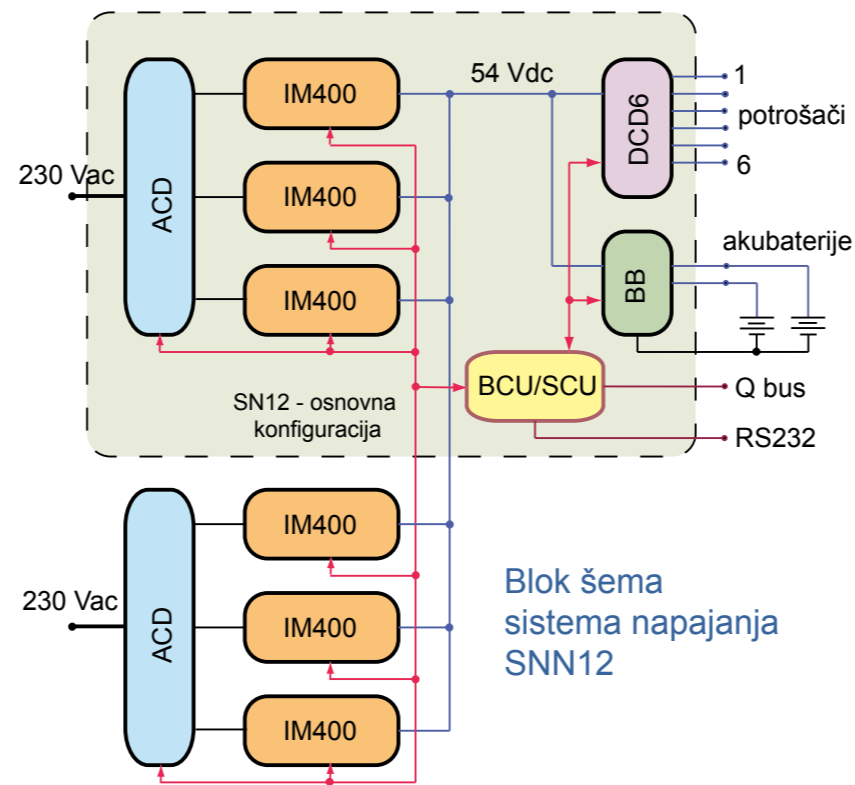 IM400
54 Vdc
1
DCD6
potrošači
6
230 Vac
ACD
IM400
IM400
akubaterije
BB
BCU/SCU
Q bus
RS232
SN12 - osnovna
konfiguracija
IM400
230 Vac
ACD
IM400
IM400
Blok šema
sistema napajanja
SNN12